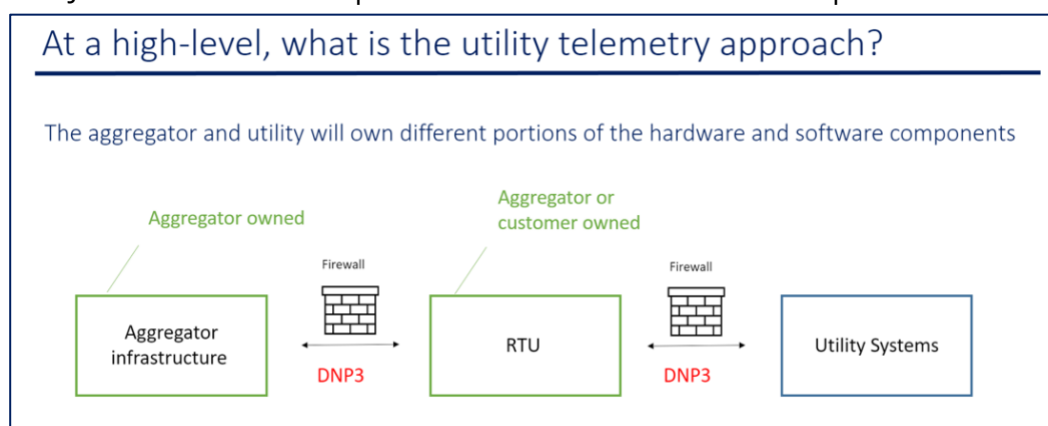 At a high-level, what is the utility telemetry approach?
The aggregator and utility will own different portions of the hardware and software components
Aggregator owned
Aggregator or
customer owned
Firewall
Firewall
Aggregator
infrastructure
RTU
Utility Systems
DNP3
DNP3